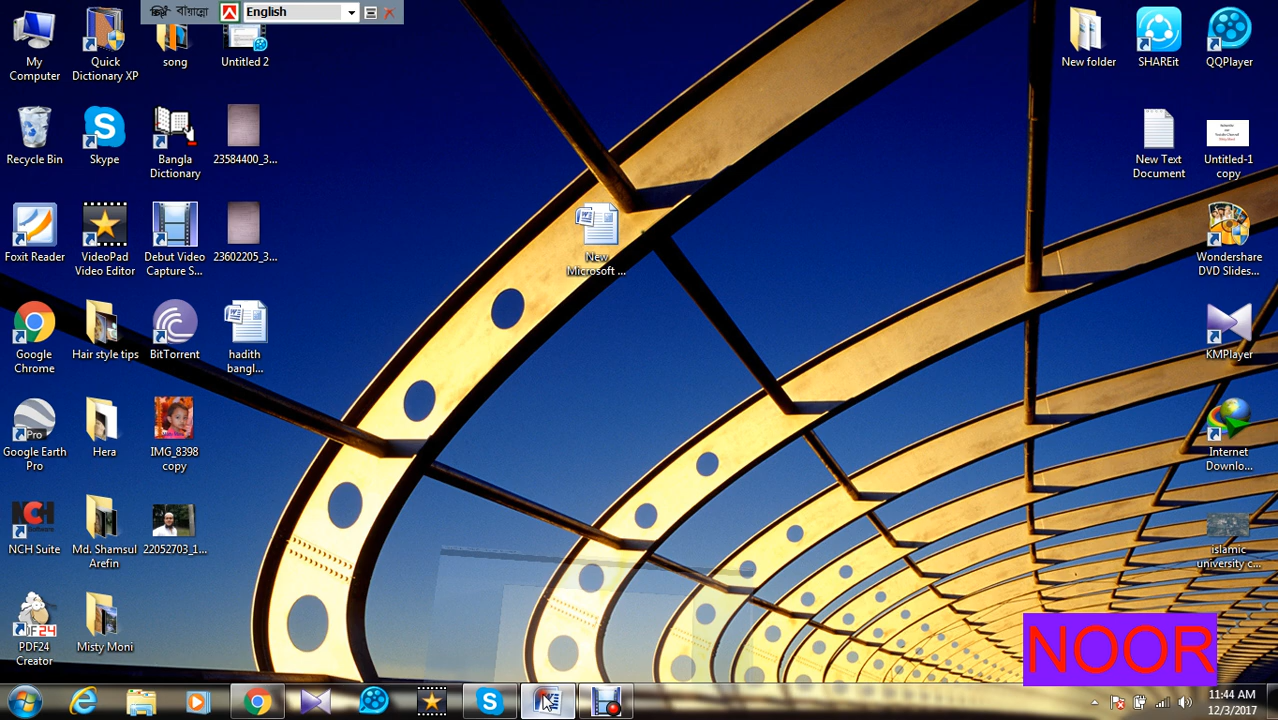 বায়ান্নো
English
My
Computer
Quick
Dictionary XP
song
Untitled 2
New folder
SHAREit
QQPlayer
Recycle Bin
Skype
Bangla
Dictionary
23584400_3...
New Text
Document
Untitled-1
copy
Foxit Reader
VideoPad
Video Editor
Debut Video
Capture S...
23602205_3...
New
Microsoft ...
Wondershare
DVD Slides...
Google
Chrome
Hair style tips
BitTorrent
hadith
bangl...
KMPlayer
Pro
Google Earth
Pro
Hera
IMG_8398
copy
Internet
Downlo...
NCH
Software
NCH Suite
Md. Shamsul
Arefin
22052703_1...
islamic
university c...
PDF24
Creator
Misty Moni
NOOR
11:44 AM
12/3/2017